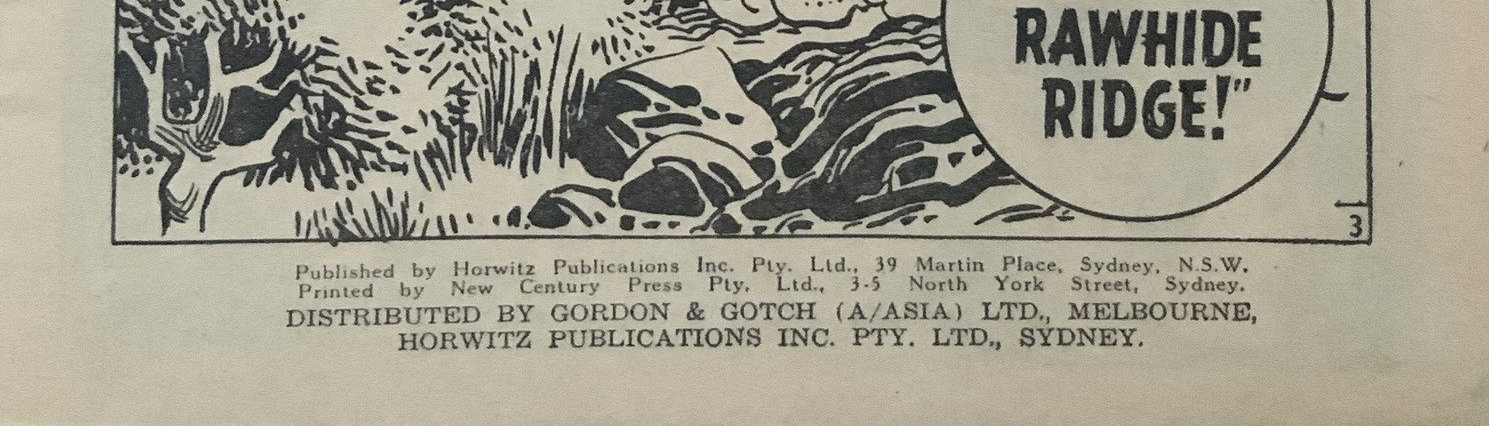 RAWHIDE
RIDGE!"
3
Published by Horwitz Publications Inc. Pty. Ltd., 39 Martin Place, Sydney, N.S.W.
Printed by New Century Press Pty. Ltd., 3-5 North York Street, Sydney.
DISTRIBUTED BY GORDON & GOTCH (A/ASIA) LTD., MELBOURNE,
HORWITZ PUBLICATIONS INC. PTY. LTD., SYDNEY.